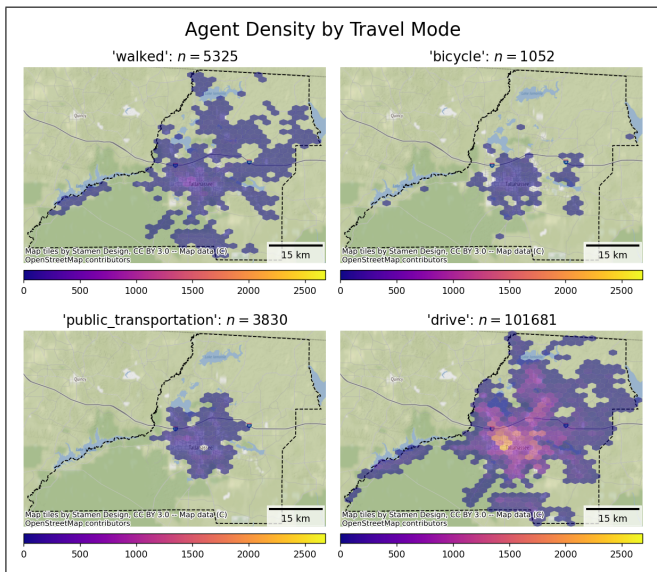 Agent Density by Travel Mode
'walked': n = 5325
'bicycle': n = 1052
Quincy
Tallahassee
Map tiles by Stamen Design, CC BY 3.0 -- Map data (C)
OpenStreetMap contributors
15 km
Map tiles by Stamen Design, CC BY 3.0 -- Map data (C)
OpenStreetMap contributors
15 km
0 500 1000 1500 2000 2500
0 500 1000 1500 2000 2500
'public_transportation': n = 3830
'drive': n = 101681
Map tiles by Stamen Design, CC BY 3.0 -- Map data (C)
OpenStreetMap contributors
15 km
Map tiles by Stamen Design, CC BY 3.0 -- Map data (C)
OpenStreetMap contributors
15 km
0 500 1000 1500 2000 2500
0 500 1000 1500 2000 2500